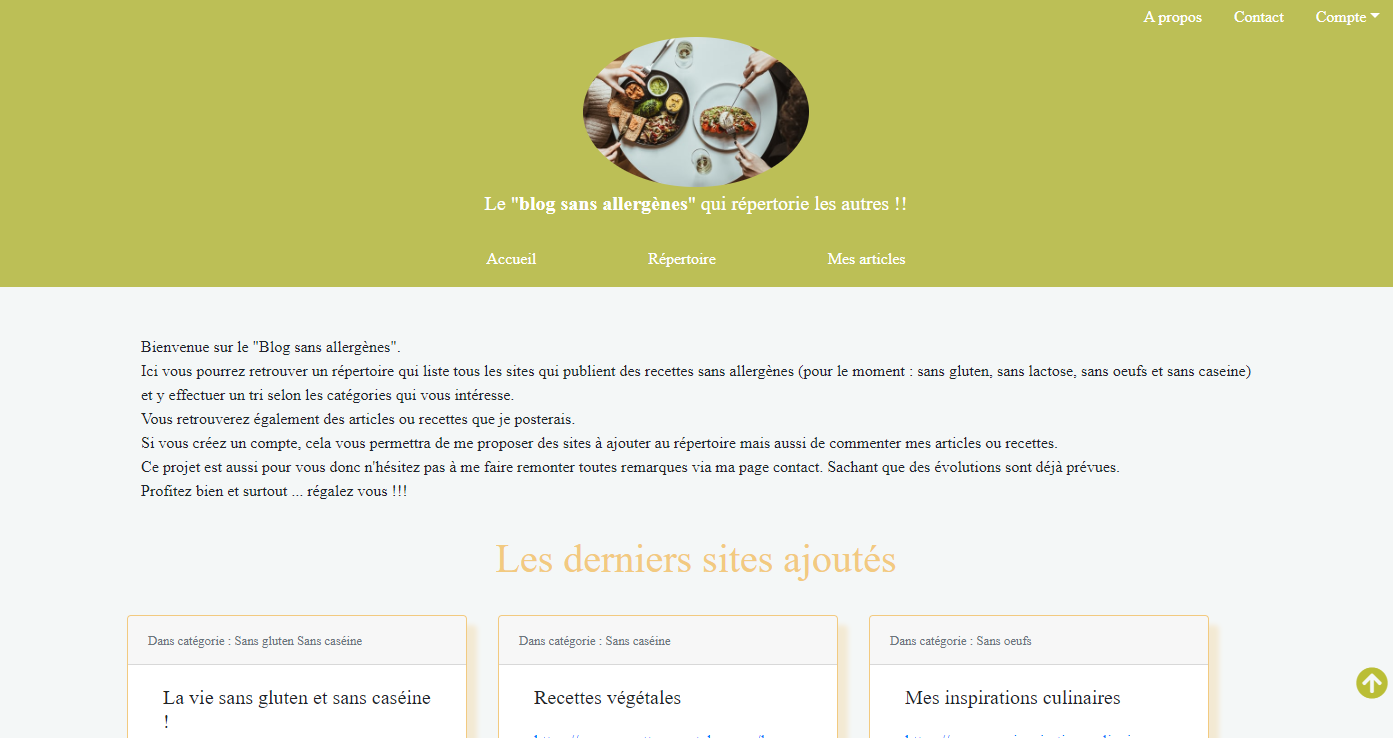 A propos Contact Compte
Le "blog sans allergènes" qui répertorie les autres !!
Accueil Répertoire Mes articles
Bienvenue sur le "Blog sans allergènes".
Ici vous pourrez retrouver un répertoire qui liste tous les sites qui publient des recettes sans allergènes (pour le moment : sans gluten, sans lactose, sans oeufs et sans caseine)
et y effectuer un tri selon les catégories qui vous intéresse.
Vous retrouverez également des articles ou recettes que je posterais.
Si vous créez un compte, cela vous permettra de me proposer des sites à ajouter au répertoire mais aussi de commenter mes articles ou recettes.
Ce projet est aussi pour vous donc n'hésitez pas à me faire remonter toutes remarques via ma page contact. Sachant que des évolutions sont déjà prévues.
Profitez bien et surtout ... régalez vous !!!
Les derniers sites ajoutés
Dans catégorie : Sans gluten Sans caséine
La vie sans gluten et sans caséine
!
Dans catégorie : Sans caséine
Recettes végétales
Dans catégorie : Sans oeufs
Mes inspirations culinaires